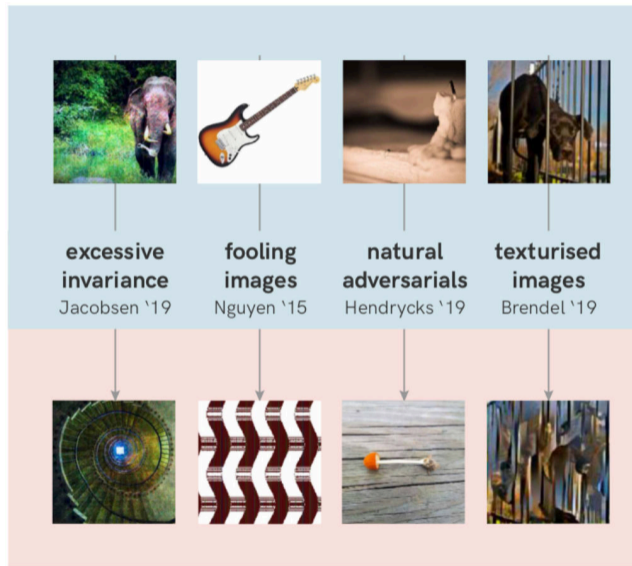 excessive
invariance
Jacobsen ‘19
fooling
images
Nguyen ‘15
natural
adversarials
Hendrycks ‘19
texturised
images
Brendel ‘19